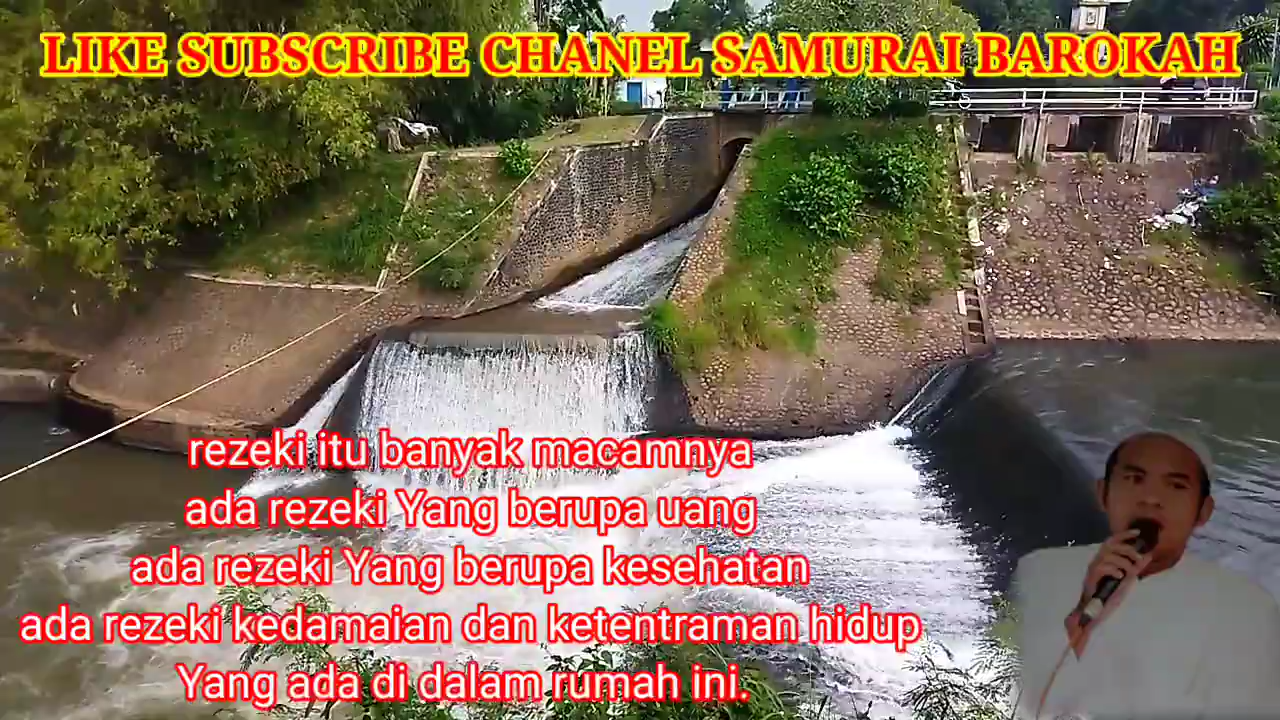 LIKE SUBSCRIBE CHANEL SAMURAI BAROKAH
rezeki itu banyak macamnya
ada rezeki Yang berupa uang
ada rezeki Yang berupa kesehatan
ada rezeki kedamaian dan ketentraman hidup
Yang ada di dalam rumah ini.